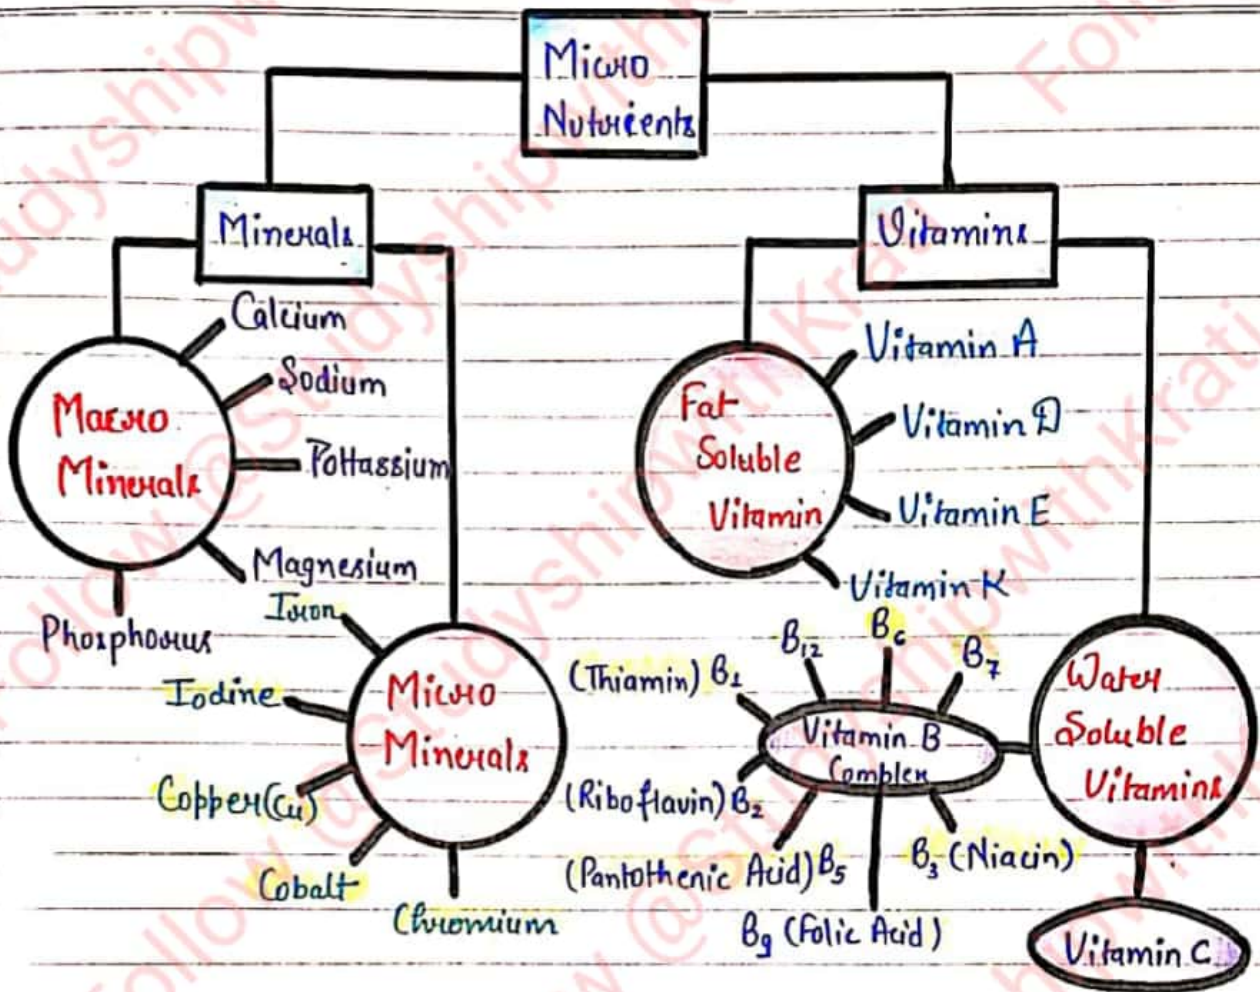 Micro
Nutrients
Minerals
Vitamins
Calcium
Sodium
Macro
Minerals
Pottassium
Magnesium
Phosphorus
Fat
Soluble
Vitamin
Vitamin A
Vitamin D
Vitamin E
Vitamin K
Iron
Iodine
Micro
Minerals
Copper(Cu)
Cobalt
Chromium
(Thiamin) B1
B12
B6
B7
Vitamin B
Complex
(Riboflavin) B2
(Pantothenic Acid) B5
B9 (Folic Acid)
B3 (Niacin)
Water
Soluble
Vitamins
Vitamin C
Follow @StudyshipwithKrati